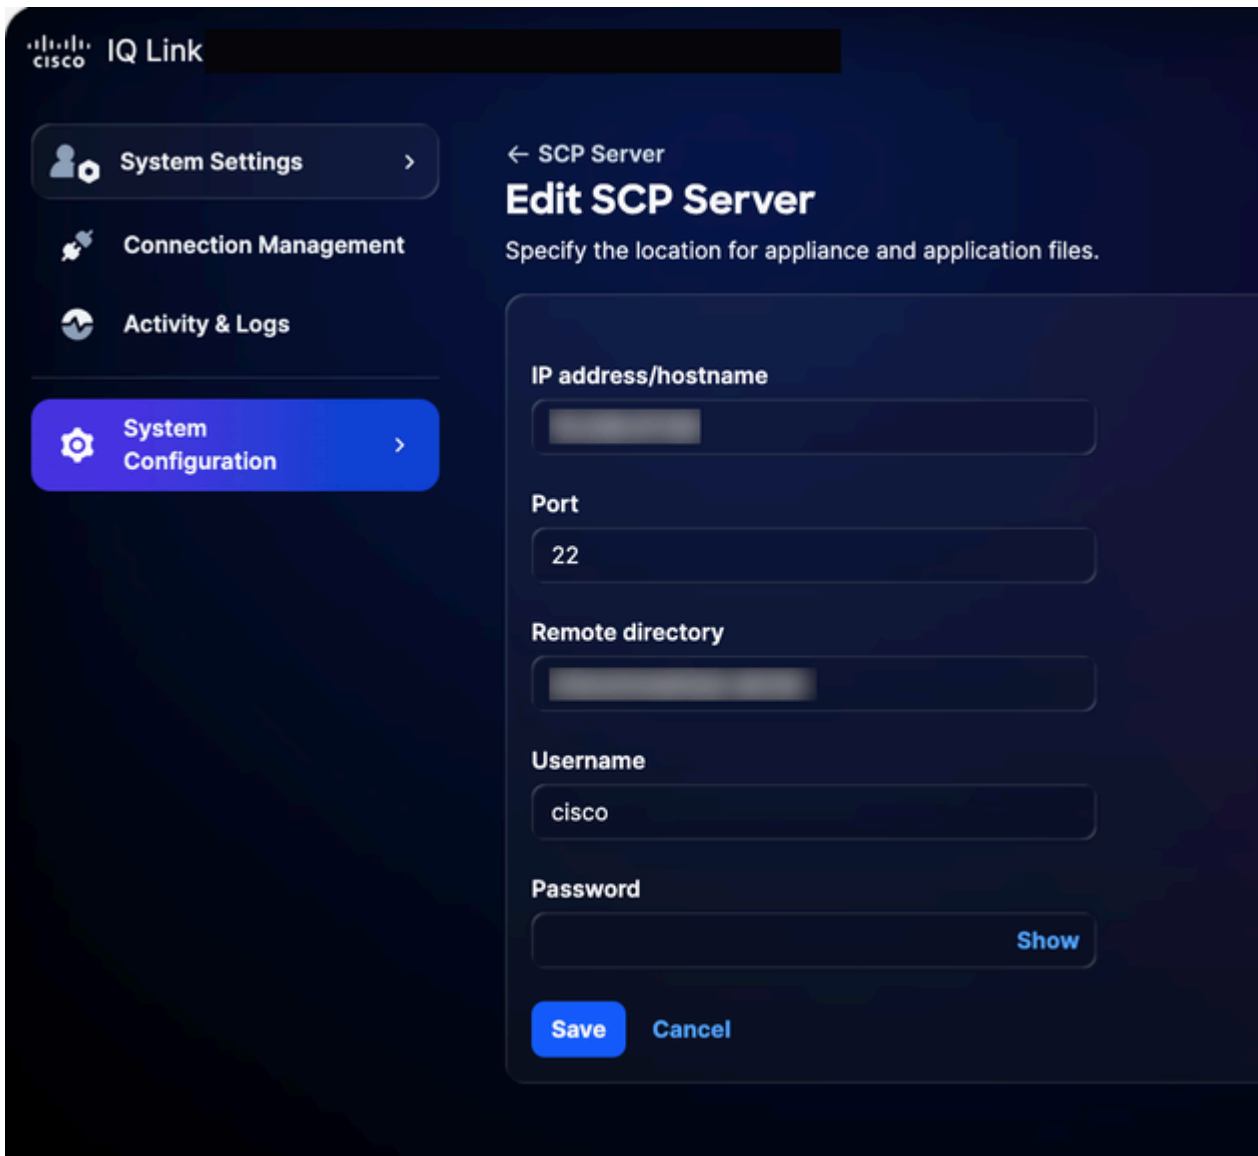 cisco IQ Link
System Settings
Connection Management
Activity & Logs
System
Configuration
← SCP Server
Edit SCP Server
Specify the location for appliance and application files.
IP address/hostname
Port
22
Remote directory
Username
cisco
Password
Show
Save Cancel